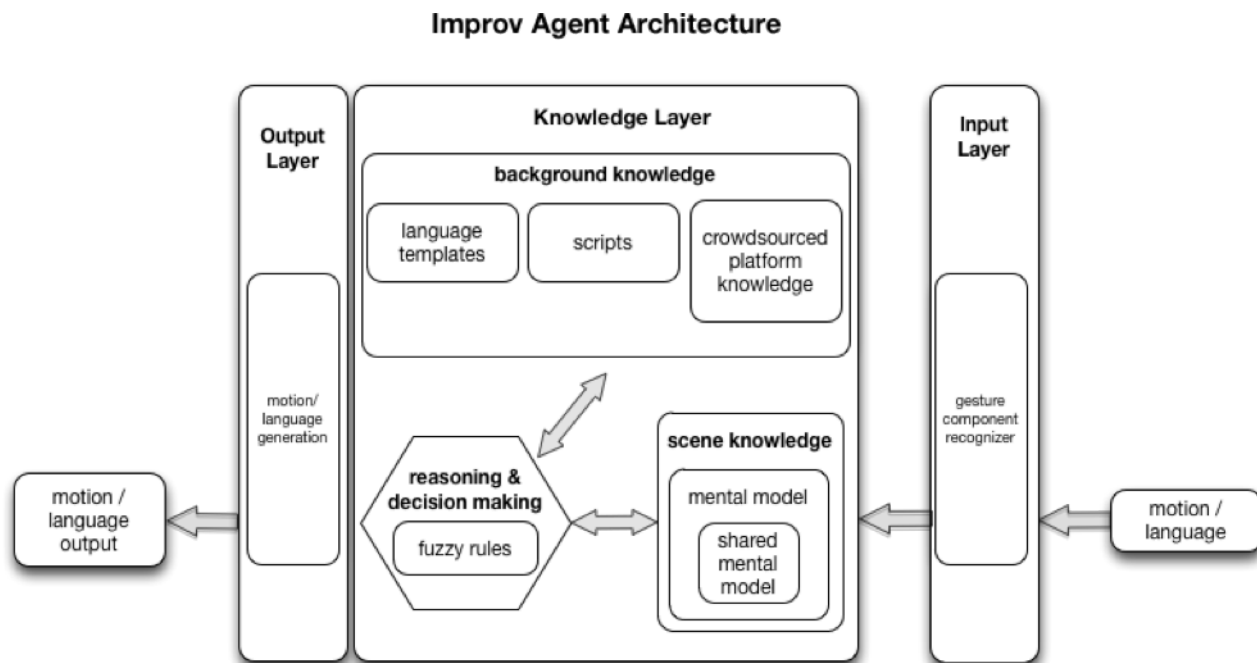 Improv Agent Architecture
Output
Layer
Knowledge Layer
Input
Layer
background knowledge
language
templates
scripts
crowdsourced
platform
knowledge
motion/
language
generation
gesture
component
recognizer
reasoning &
decision making
fuzzy rules
scene knowledge
mental model
shared
mental
model
motion /
language
output
motion /
language